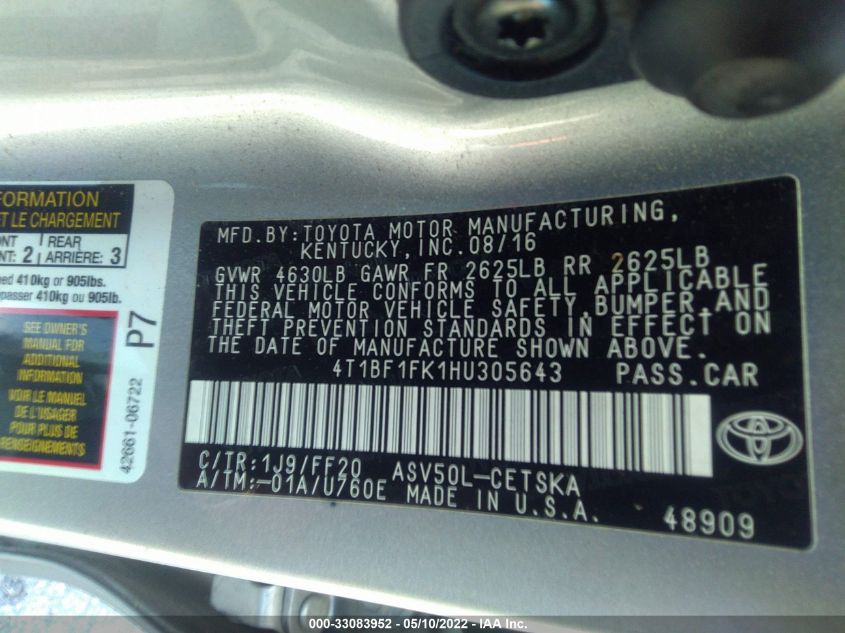 FORMATION
ET LE CHARGEMENT
REAR
2 ARRIÈRE: 3
410kg or 905lbs.
passer 410kg ou 905lb.
SEE OWNER'S
MANUAL FOR
ADDITIONAL
INFORMATION
VOIR LE MANUEL
DE L'USAGER
POUR PLUS DE
RENSEIGNEMENTS
P7
42661-06722
MFD.BY:TOYOTA MOTOR MANUFACTURING,
KENTUCKY, INC.08/16
GVWR 4630LB GAWR FR 2625LB RR 2625LB
THIS VEHICLE CONFORMS TO ALL APPLICABLE
FEDERAL MOTOR VEHICLE SAFETY,BUMPER,AND
THEFT PREVENTION STANDARDS IN EFFECT ON
THE DATE OF MANUFACTURE SHOWN ABOVE.
4T1BF1FK1HU305643 PASS.CAR
C/TR:1J9/FF20 ASV50L-CETSKA
A/TM:-01A/U760E MADE IN U.S.A.
48909
000-33083952 - 05/10/2022 - IAA Inc.